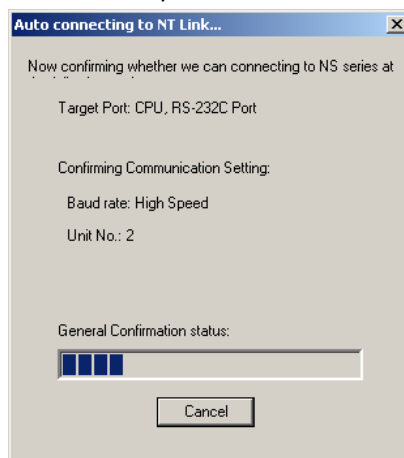 Auto connecting to NT Link...
Now confirming whether we can connecting to NS series at
Target Port: CPU, RS-232C Port
Confirming Communication Setting:
Baud rate: High Speed
Unit No.: 2
General Confirmation status:
Cancel